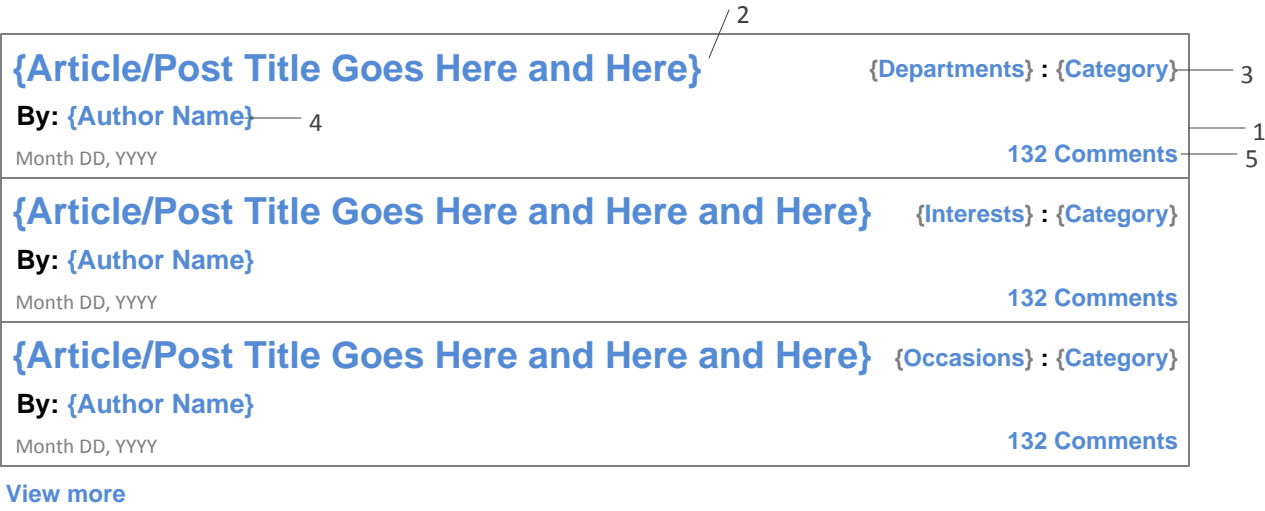 2
{Article/Post Title Goes Here and Here} {Departments} : {Category} 3
By: {Author Name} 4
1
Month DD, YYYY 132 Comments 5
{Article/Post Title Goes Here and Here and Here} {Interests} : {Category}
By: {Author Name}
Month DD, YYYY 132 Comments
{Article/Post Title Goes Here and Here and Here} {Occasions} : {Category}
By: {Author Name}
Month DD, YYYY 132 Comments
View more